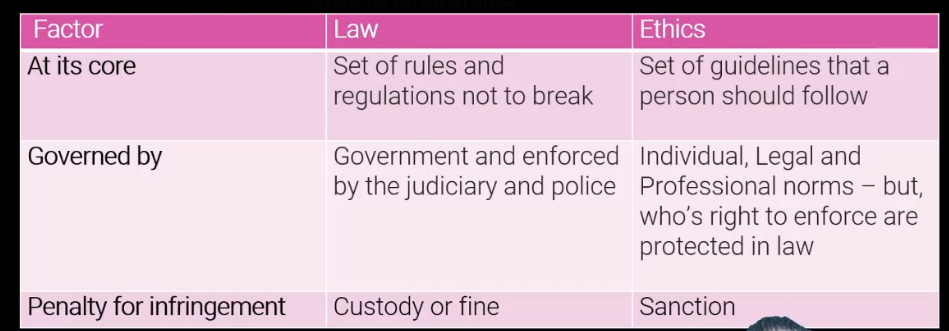 Factor Law Ethics
At its core Set of rules and Set of guidelines that a
regulations not to break person should follow
Governed by Government and enforced Individual, Legal and
by the judiciary and police Professional norms – but,
who's right to enforce are
protected in law
Penalty for infringement Custody or fine Sanction